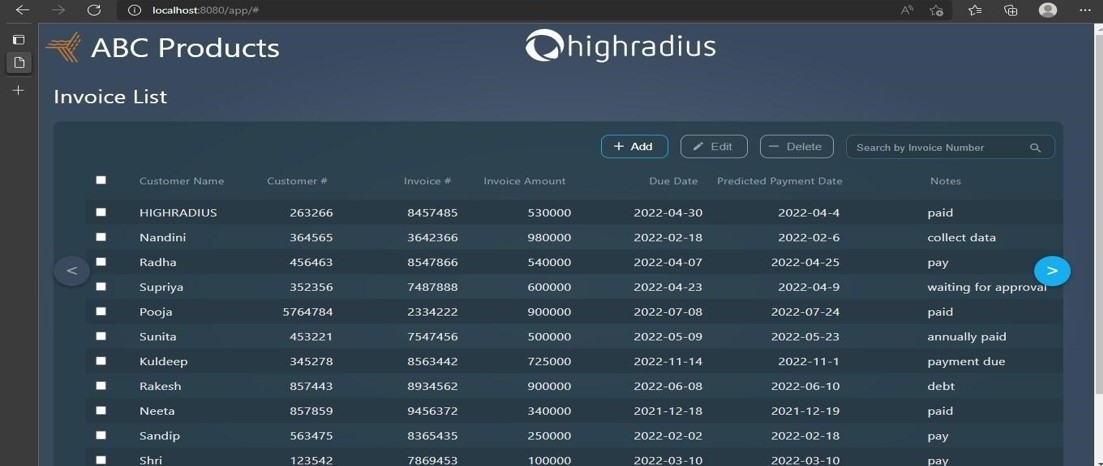 localhost:8080/app/#
ABC Products highradius
Invoice List
+ Add Edit — Delete Search by Invoice Number
Customer Name Customer # Invoice # Invoice Amount Due Date Predicted Payment Date Notes
HIGHRADIUS 263266 8457485 530000 2022-04-30 2022-04-4 paid
Nandini 364565 3642366 980000 2022-02-18 2022-02-6 collect data
Radha 456463 8547866 540000 2022-04-07 2022-04-25 pay
Supriya 352356 7487888 600000 2022-04-23 2022-04-9 waiting for approval
Pooja 5764784 2334222 900000 2022-07-08 2022-07-24 paid
Sunita 453221 7547456 500000 2022-05-09 2022-05-23 annually paid
Kuldeep 345278 8563442 725000 2022-11-14 2022-11-1 payment due
Rakesh 857443 8934562 900000 2022-06-08 2022-06-10 debt
Neeta 857859 9456372 340000 2021-12-18 2021-12-19 paid
Sandip 563475 8365435 250000 2022-02-02 2022-02-18 pay
Shri 123542 7869453 100000 2022-03-10 2022-03-10 pay